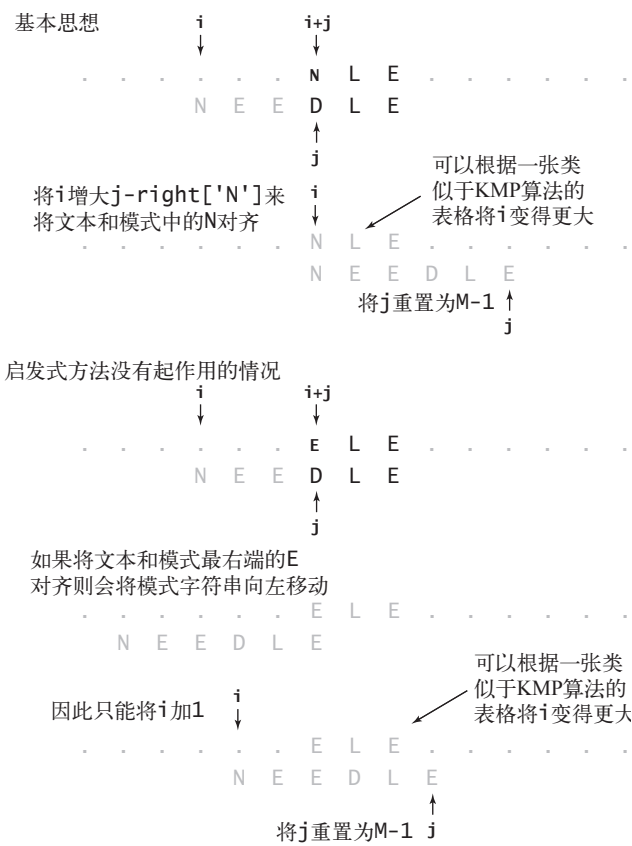 基本思想 i i+j
. . . . . . N L E . . . . . .
N E E D L E
j
将i增大j-right['N']来
将文本和模式中的N对齐
i
可以根据一张类
似于KMP算法的
表格将i变得更大
. . . . . . N L E . . . . . .
N E E D L E
将j重置为M-1
j
启发式方法没有起作用的情况
i i+j
. . . . . . E L E . . . . . .
N E E D L E
j
如果将文本和模式最右端的E
对齐则会将模式字符串向左移动
. . . . . . E L E . . . . . .
N E E D L E
因此只能将i加1 i
可以根据一张类
似于KMP算法的
表格将i变得更大
. . . . . . E L E . . . . . .
N E E D L E
将j重置为M-1 j